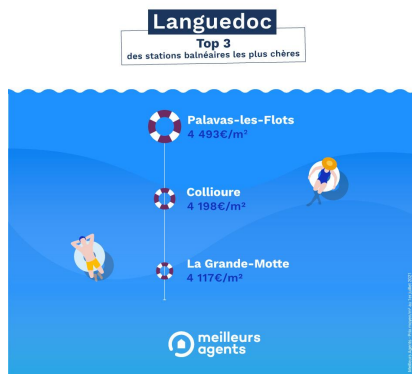 Languedoc
Top 3
des stations balnéaires les plus chères
Palavas-les-Flots
4 493€/m²
Collioure
4 198€/m²
La Grande-Motte
4 117€/m²
meilleurs
agents